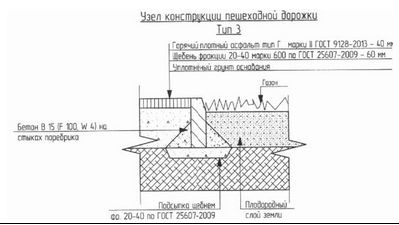 Узел конструкции пешеходной дорожки
Тип 3
Горячий плотный асфальт тип Г марки II ГОСТ 9128-2013 - 40 мм
Щебень фракции 20-40 марки 600 по ГОСТ 25607-2009 - 60 мм
Уплотненый грунт основания
Газон
Бетон В 15 (F 100, W 4) на
стыках поребрика
Подсыпка щебнем
фр. 20-40 по ГОСТ 25607-2009
Плодородный
слой земли